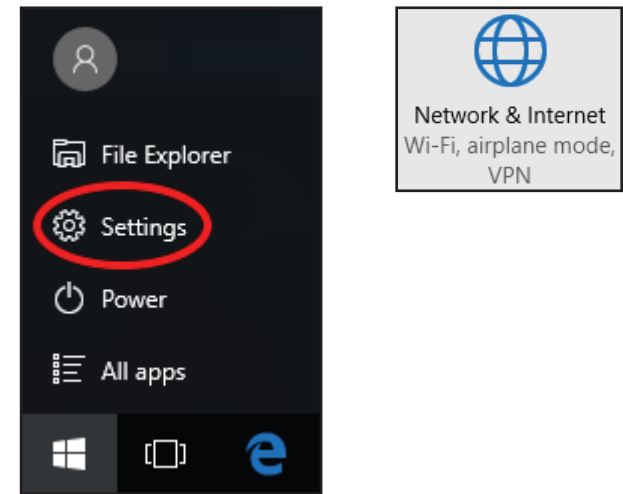 File Explorer
Settings
Power
All apps
Network & Internet
Wi-Fi, airplane mode,
VPN